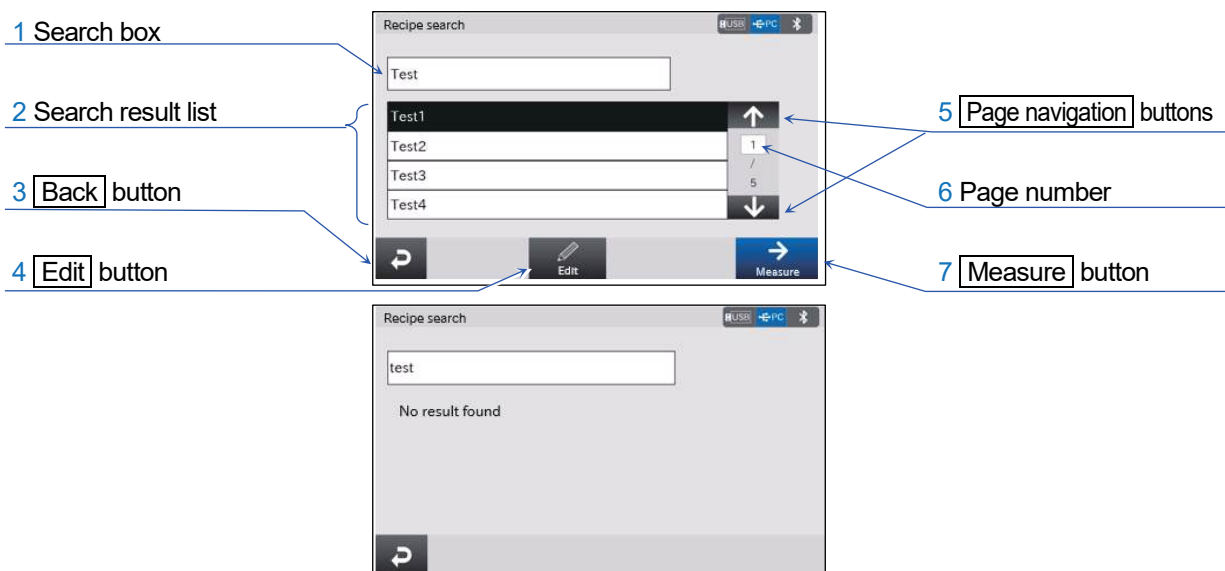 1 Search box
2 Search result list
3 Back button
4 Edit button
Recipe search
USB PC
Test
Test1
Test2
Test3
Test4
1
/
5
Edit
Measure
5 Page navigation buttons
6 Page number
7 Measure button
Recipe search
USB PC
test
No result found